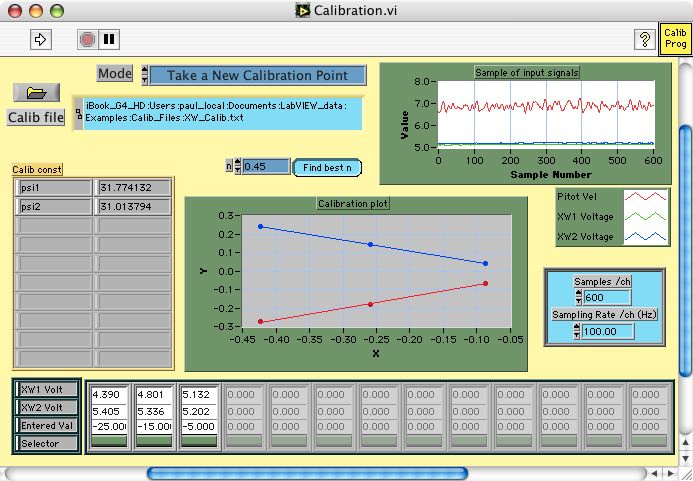 Calibration.vi
?
Calib
Prog
Mode
Take a New Calibration Point
Calib file
iBook_G4_HD:Users:paul_local:Documents:LabVIEW_data:
Examples:Calib_Files:XW_Calib.txt
Sample of input signals
Value
8.0
7.0
6.0
5.0
0 100 200 300 400 500 600
Sample Number
Calib const
psi1 31.774132
psi2 31.013794
n 0.45 Find best n
Calibration plot
Y
0.3
0.2
0.1
0.0
-0.1
-0.2
-0.3
-0.45 -0.40 -0.35 -0.30 -0.25 -0.20 -0.15 -0.10 -0.05
X
Pitot Vel
XW1 Voltage
XW2 Voltage
Samples /ch
600
Sampling Rate /ch (Hz)
100.00
XW1 Volt 4.390 4.801 5.132 0.000 0.000 0.000 0.000 0.000 0.000 0.000 0.000 0.000
XW2 Volt 5.405 5.336 5.202 0.000 0.000 0.000 0.000 0.000 0.000 0.000 0.000 0.000
Entered Val -25.00 -15.00 -5.000 0.000 0.000 0.000 0.000 0.000 0.000 0.000 0.000 0.000
Selector